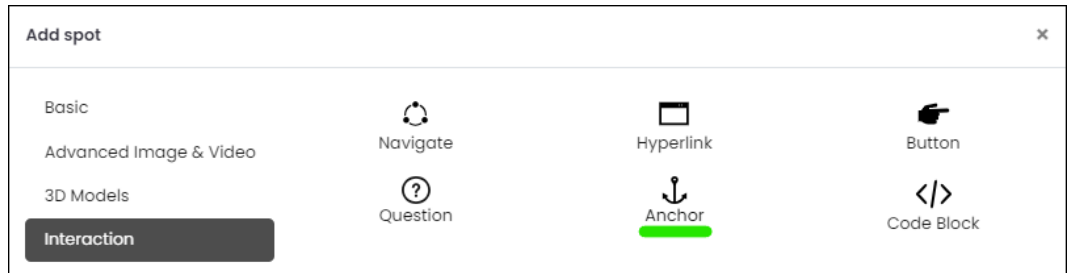 Add spot
Basic
Advanced Image & Video
3D Models
Interaction
Navigate
Hyperlink
Button
Question
Anchor
Code Block